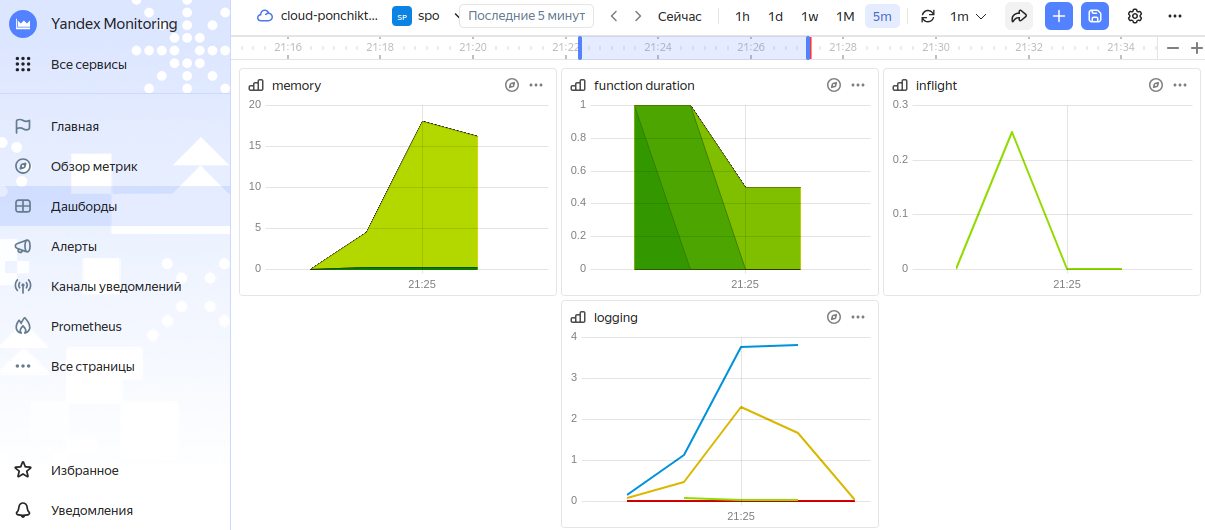 Yandex Monitoring
Все сервисы
Главная
Обзор метрик
Дашборды
Алерты
Каналы уведомлений
Prometheus
Все страницы
Избранное
Уведомления
cloud-ponchikt... SP spo Последние 5 минут Сейчас 1h 1d 1w 1M 5m 1m
21:16 21:18 21:20 21:22 21:24 21:26 21:28 21:30 21:32 21:34
memory
20
15
10
5
0
21:25
function duration
1
0.8
0.6
0.4
0.2
0
21:25
inflight
0.3
0.2
0.1
0
21:25
logging
4
3
2
1
0
21:25